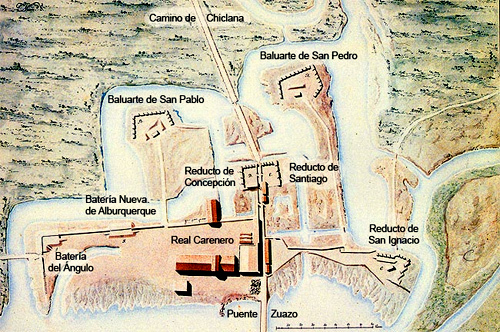 Camino de Chiclana
Baluarte de San Pedro
Baluarte de San Pablo
Reducto de
Concepción
Reducto de
Santiago
Batería Nueva
de Alburquerque
Real Carenero
Reducto de
San Ignacio
Batería
del Ángulo
Puente Zuazo